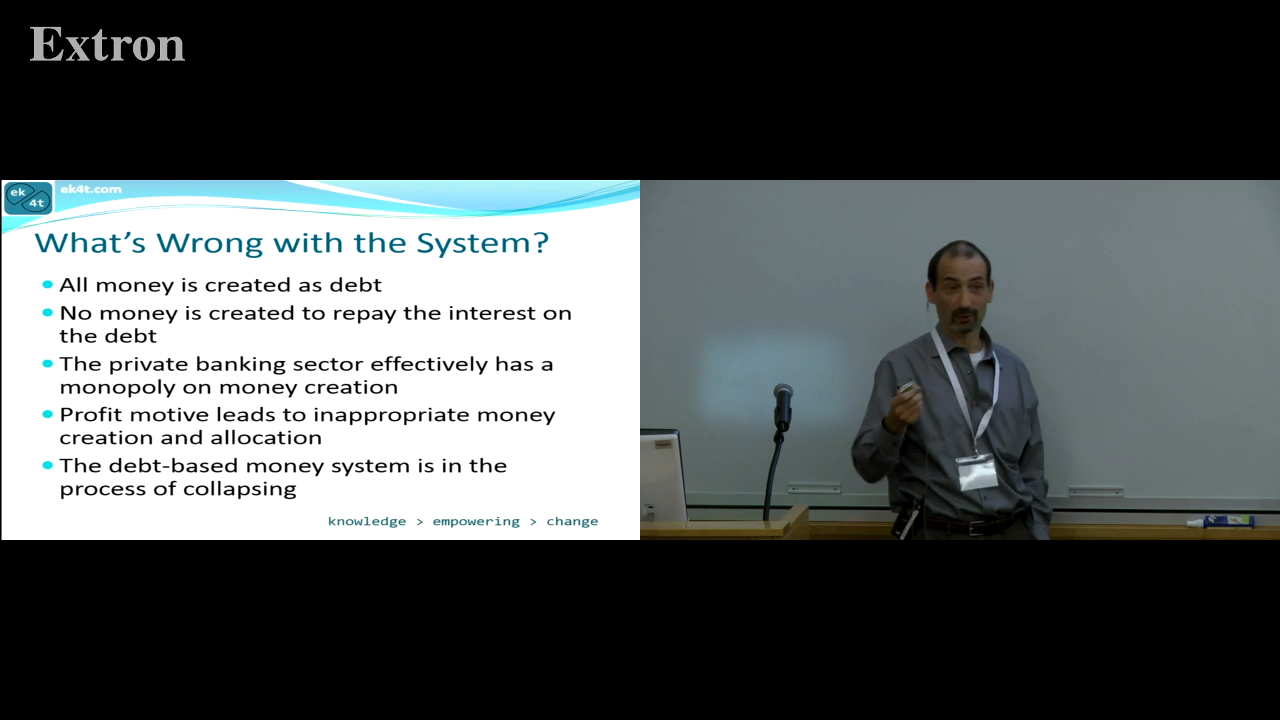 Extron
ek
4t
ek4t.com
What's Wrong with the System?
All money is created as debt
No money is created to repay the interest on
the debt
The private banking sector effectively has a
monopoly on money creation
Profit motive leads to inappropriate money
creation and allocation
The debt-based money system is in the
process of collapsing
knowledge > empowering > change